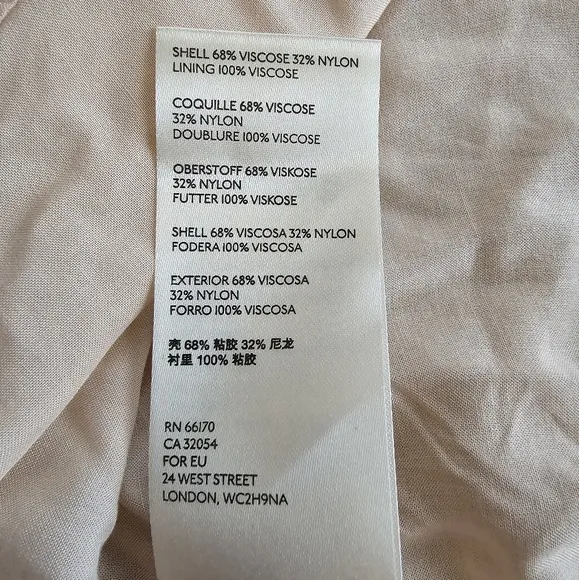 SHELL 68% VISCOSE 32% NYLON
LINING 100% VISCOSE
COQUILLE 68% VISCOSE
32% NYLON
DOUBLURE 100% VISCOSE
OBERSTOFF 68% VISKOSE
32% NYLON
FUTTER 100% VISKOSE
SHELL 68% VISCOSA 32% NYLON
FODERA 100% VISCOSA
EXTERIOR 68% VISCOSA
32% NYLON
FORRO 100% VISCOSA
壳 68% 粘胶 32% 尼龙
衬里 100% 粘胶
RN 66170
CA 32054
FOR EU
24 WEST STREET
LONDON, WC2H9NA